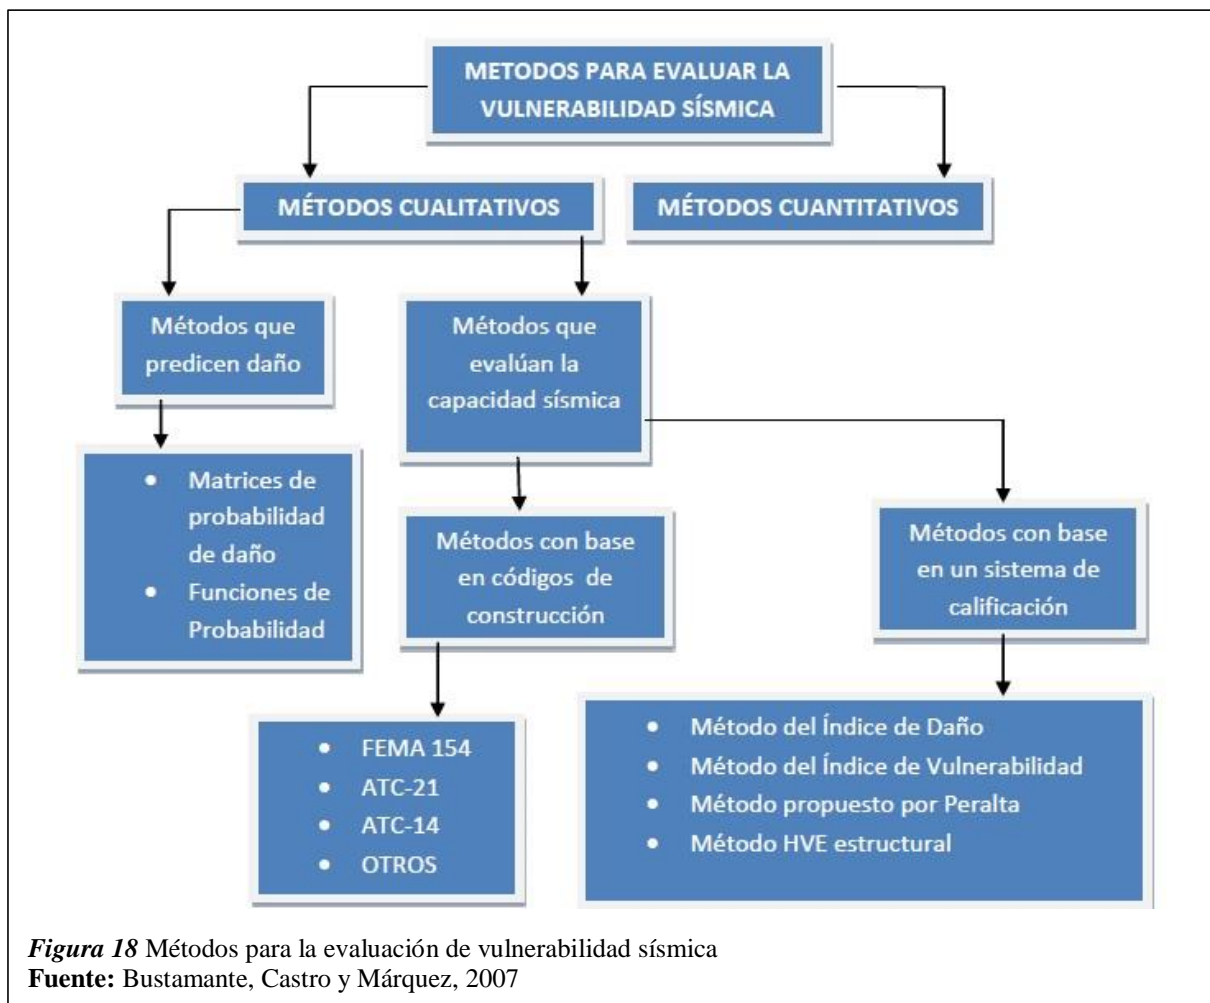 METODOS PARA EVALUAR LA
VULNERABILIDAD SÍSMICA
MÉTODOS CUALITATIVOS
MÉTODOS CUANTITATIVOS
Métodos que
predicen daño
Métodos que
evalúan la
capacidad sísmica
• Matrices de
probabilidad
de daño
• Funciones de
Probabilidad
Métodos con base
en códigos de
construcción
Métodos con base
en un sistema de
calificación
• FEMA 154
• ATC-21
• ATC-14
• OTROS
• Método del Índice de Daño
• Método del Índice de Vulnerabilidad
• Método propuesto por Peralta
• Método HVE estructural
Figura 18 Métodos para la evaluación de vulnerabilidad sísmica
Fuente: Bustamante, Castro y Márquez, 2007